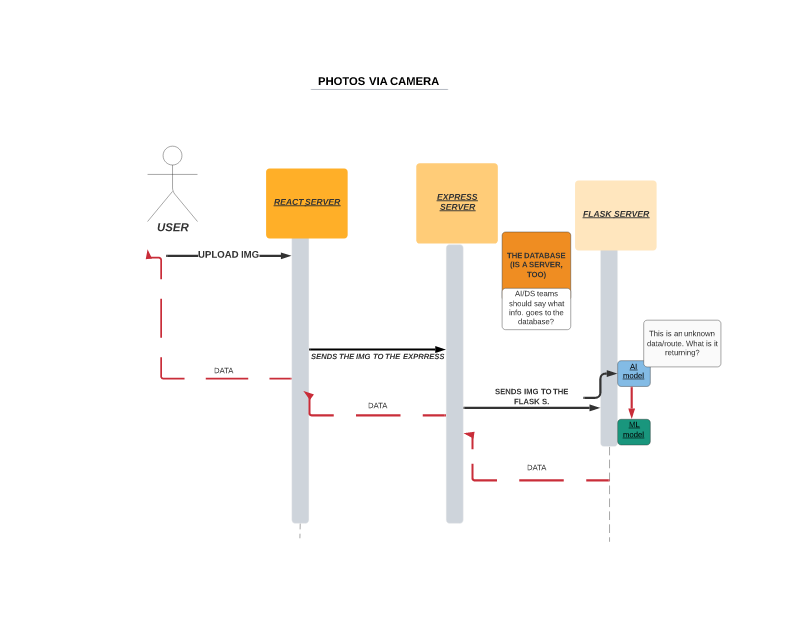 PHOTOS VIA CAMERA
USER
REACT SERVER
EXPRESS
SERVER
FLASK SERVER
THE DATABASE
(IS A SERVER,
TOO)
AI/DS teams
should say what
info. goes to the
database?
UPLOAD IMG
SENDS THE IMG TO THE EXPRRESS
This is an unknown
data/route. What is it
returning?
AI
model
DATA
SENDS IMG TO THE
FLASK S.
DATA
ML
model
DATA